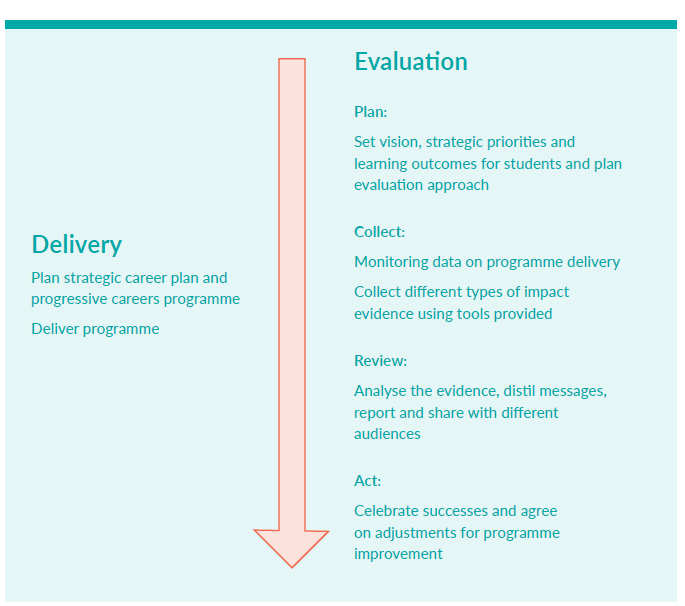 Evaluation
Plan:
Set vision, strategic priorities and
learning outcomes for students and plan
evaluation approach
Collect:
Monitoring data on programme delivery
Collect different types of impact
evidence using tools provided
Review:
Analyse the evidence, distil messages,
report and share with different
audiences
Act:
Celebrate successes and agree
on adjustments for programme
improvement
Delivery
Plan strategic career plan and
progressive careers programme
Deliver programme